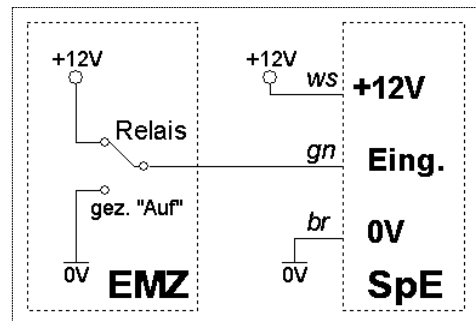 +12V
Relais
gez. "Auf"
0V
EMZ
+12V
ws
+12V
gn
Eing.
br
0V
0V
SpE